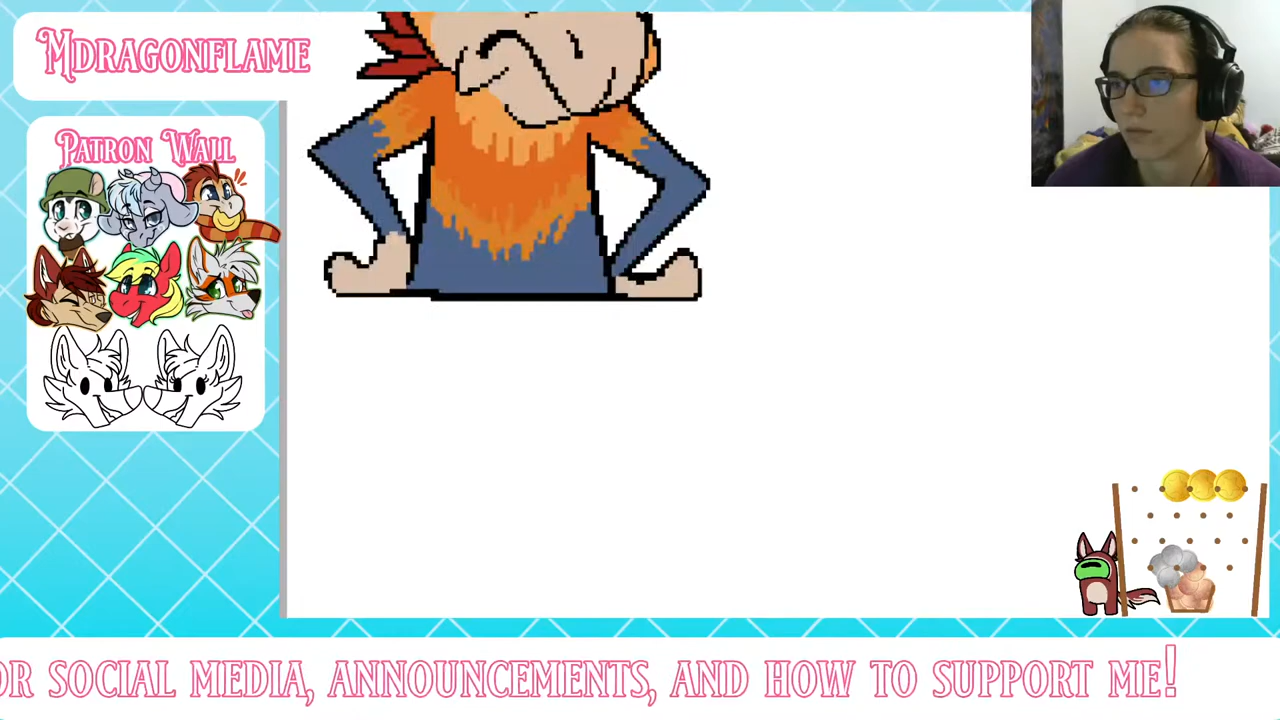 MDRAGONFLAME
PATRON WALL
OR SOCIAL MEDIA, ANNOUNCEMENTS, AND HOW TO SUPPORT ME!